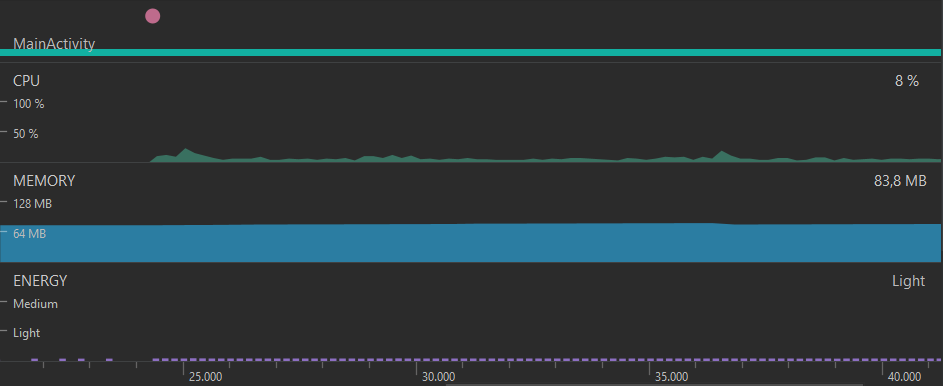 MainActivity
CPU 8 %
100 %
50 %
MEMORY 83,8 MB
128 MB
64 MB
ENERGY Light
Medium
Light
25.000 30.000 35.000 40.000